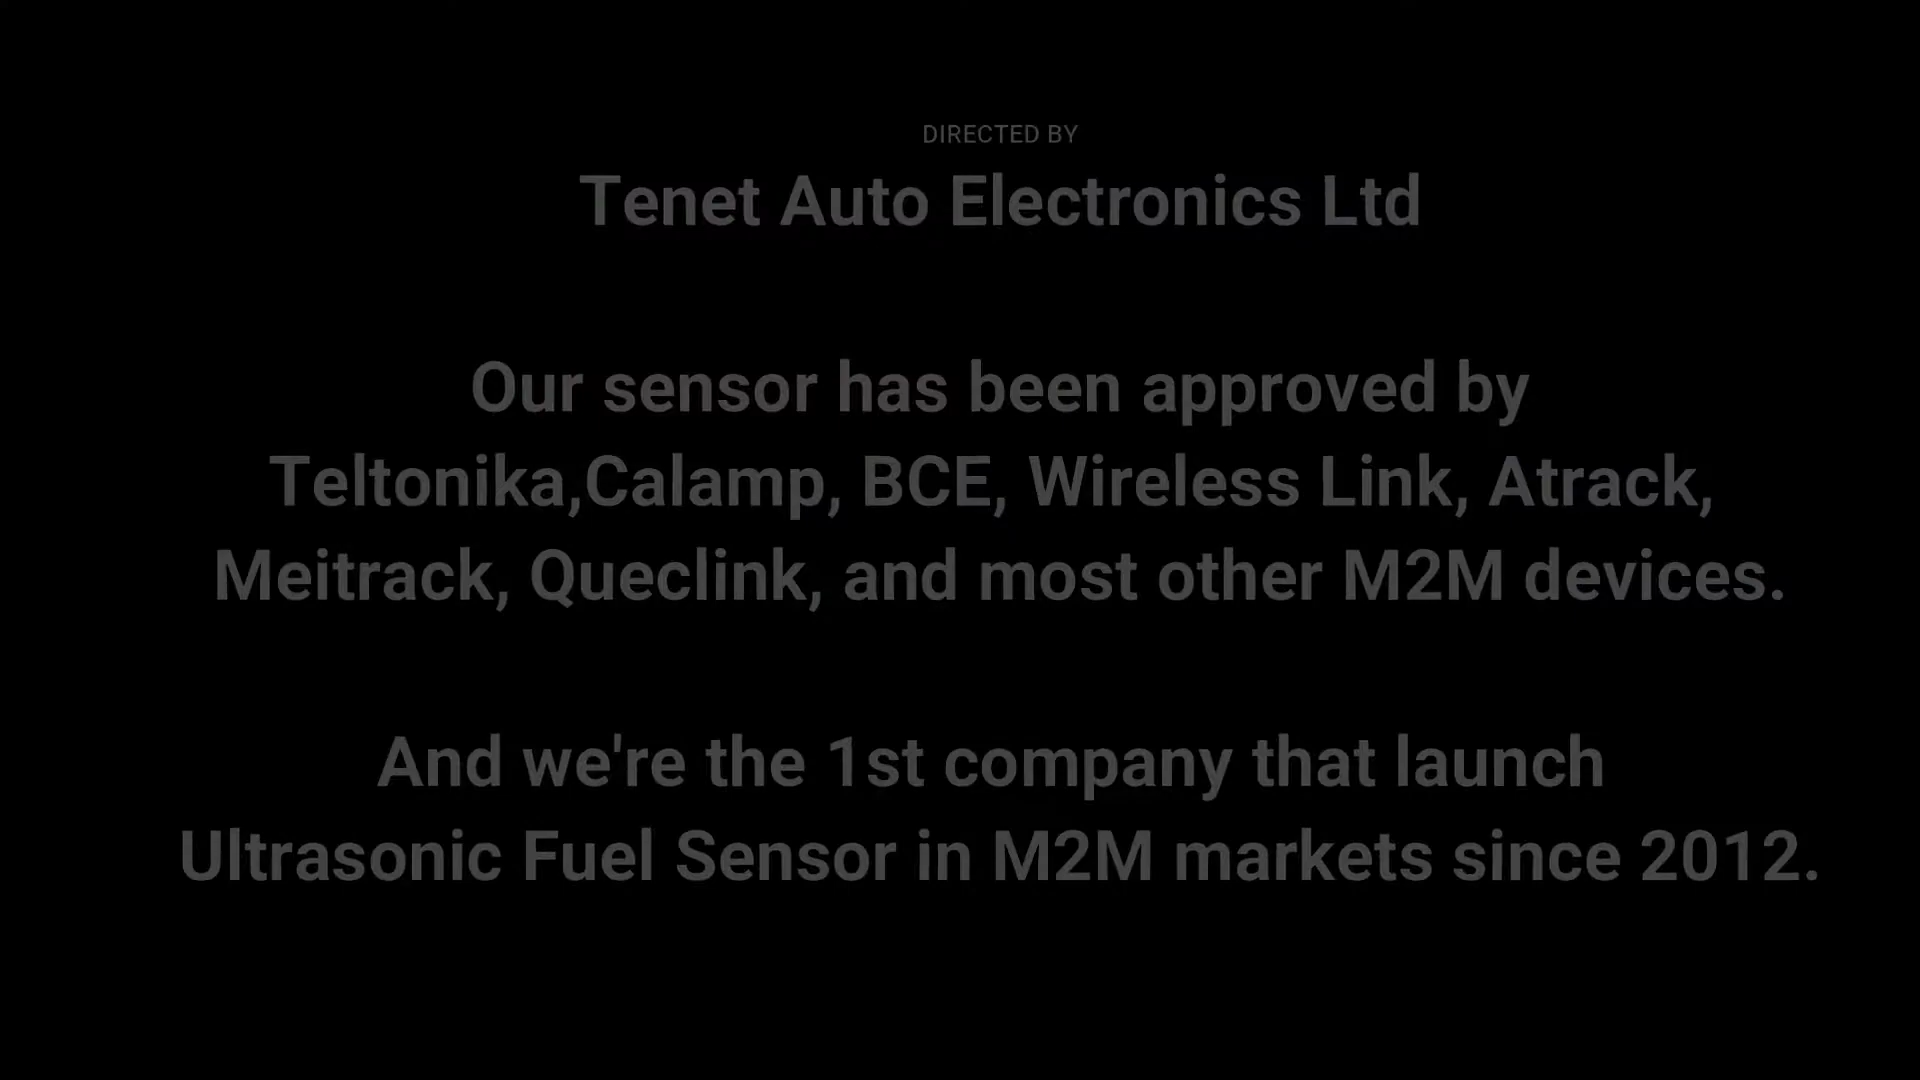 DIRECTED BY
Tenet Auto Electronics Ltd
Our sensor has been approved by
Teltonika,Calamp, BCE, Wireless Link, Atrack,
Meitrack, Queclink, and most other M2M devices.
And we're the 1st company that launch
Ultrasonic Fuel Sensor in M2M markets since 2012.